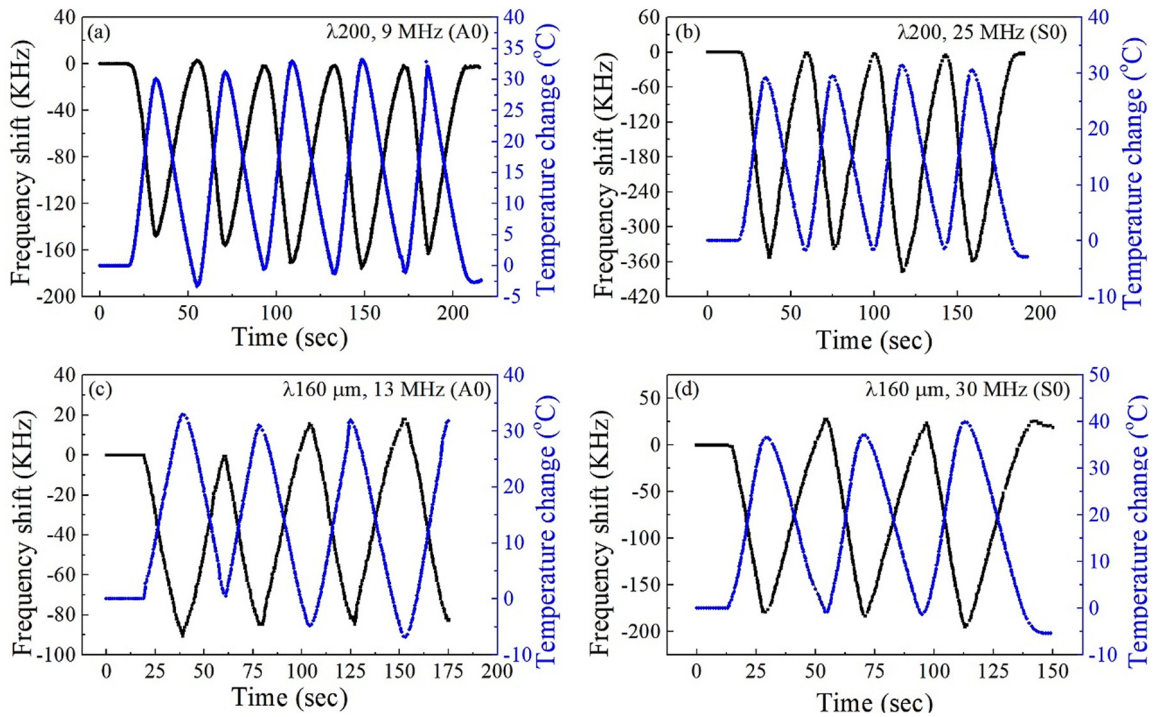 (a) λ200, 9 MHz (A0)
40
0
-40
-80
-120
-160
-200
Frequency shift (KHz)
40
35
30
25
20
15
10
5
0
-5
Temperature change (°C)
0 50 100 150 200
Time (sec)
(b) λ200, 25 MHz (S0)
60
0
-60
-120
-180
-240
-300
-360
-420
Frequency shift (KHz)
40
30
20
10
0
-10
Temperature change (°C)
0 50 100 150 200
Time (sec)
(c) λ160 μm, 13 MHz (A0)
40
20
0
-20
-40
-60
-80
-100
Frequency shift (KHz)
40
30
20
10
0
-10
Temperature change (°C)
0 25 50 75 100 125 150 175 200
Time (sec)
(d) λ160 μm, 30 MHz (S0)
50
0
-50
-100
-150
-200
Frequency shift (KHz)
50
40
30
20
10
0
-10
Temperature change (°C)
0 25 50 75 100 125 150
Time (sec)